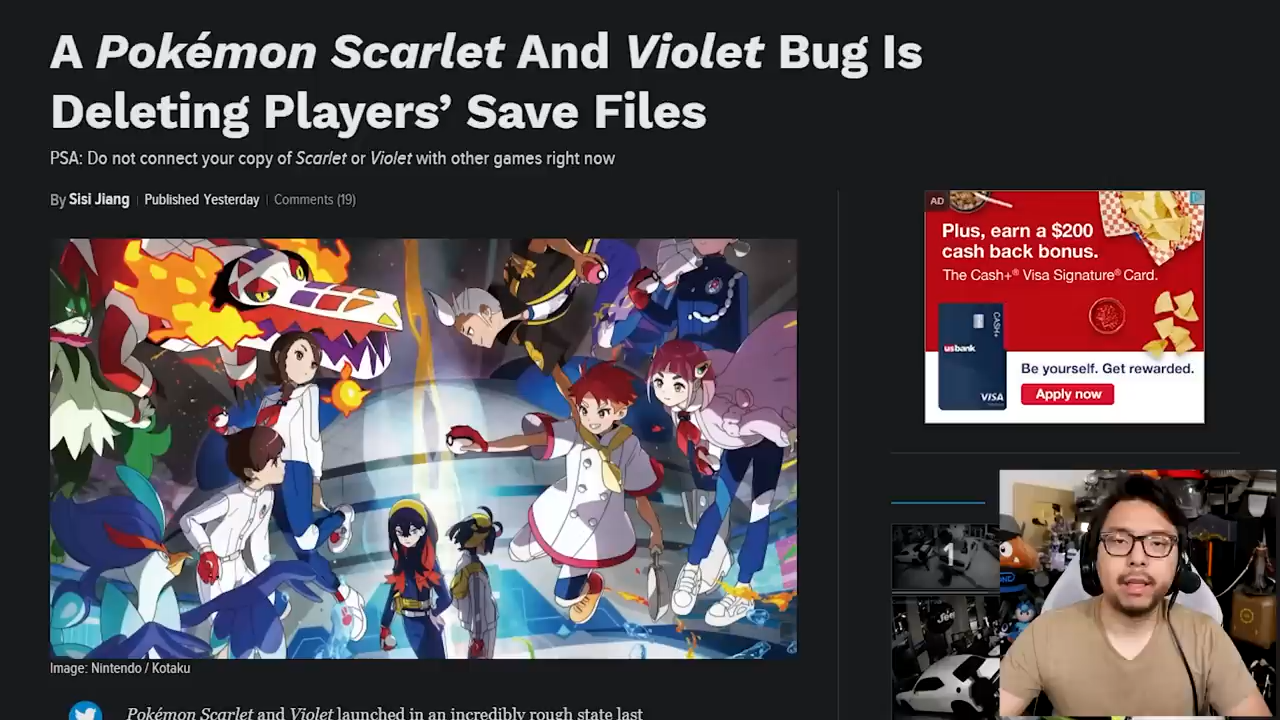 A Pokémon Scarlet And Violet Bug Is
Deleting Players’ Save Files
PSA: Do not connect your copy of Scarlet or Violet with other games right now
By Sisi Jiang | Published Yesterday | Comments (19)
AD
Plus, earn a $200
cash back bonus.
The Cash+® Visa Signature® Card.
CASH+
usbank
VISA
Be yourself. Get rewarded.
Apply now
1
Image: Nintendo / Kotaku
Pokémon Scarlet and Violet launched in an incredibly rough state last